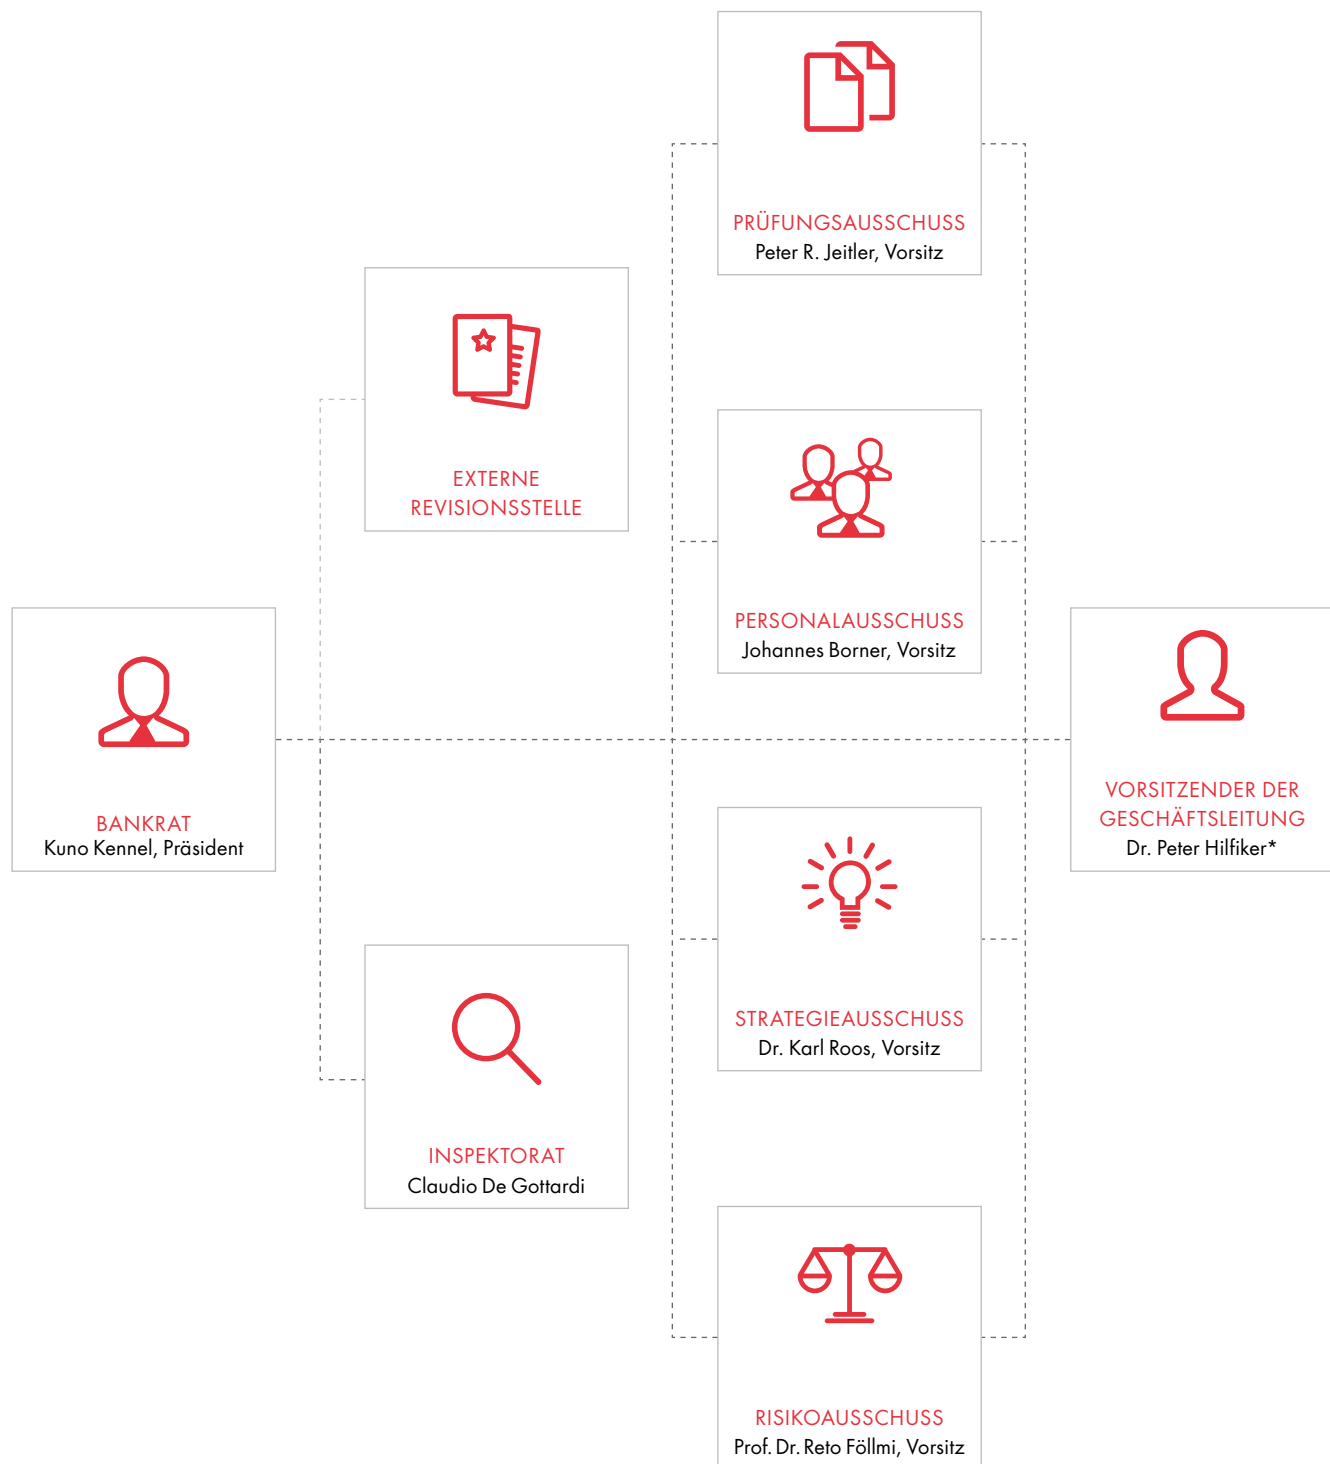 PRÜFUNGSAUSSCHUSS
Peter R. Jeitler, Vorsitz
EXTERNE
REVISIONSSTELLE
PERSONALAUSSCHUSS
Johannes Borner, Vorsitz
BANKRAT
Kuno Kennel, Präsident
VORSITZENDER DER
GESCHÄFTSLEITUNG
Dr. Peter Hilfiker*
STRATEGIEAUSSCHUSS
Dr. Karl Roos, Vorsitz
INSPEKTORAT
Claudio De Gottardi
RISIKOAUSSCHUSS
Prof. Dr. Reto Föllmi, Vorsitz